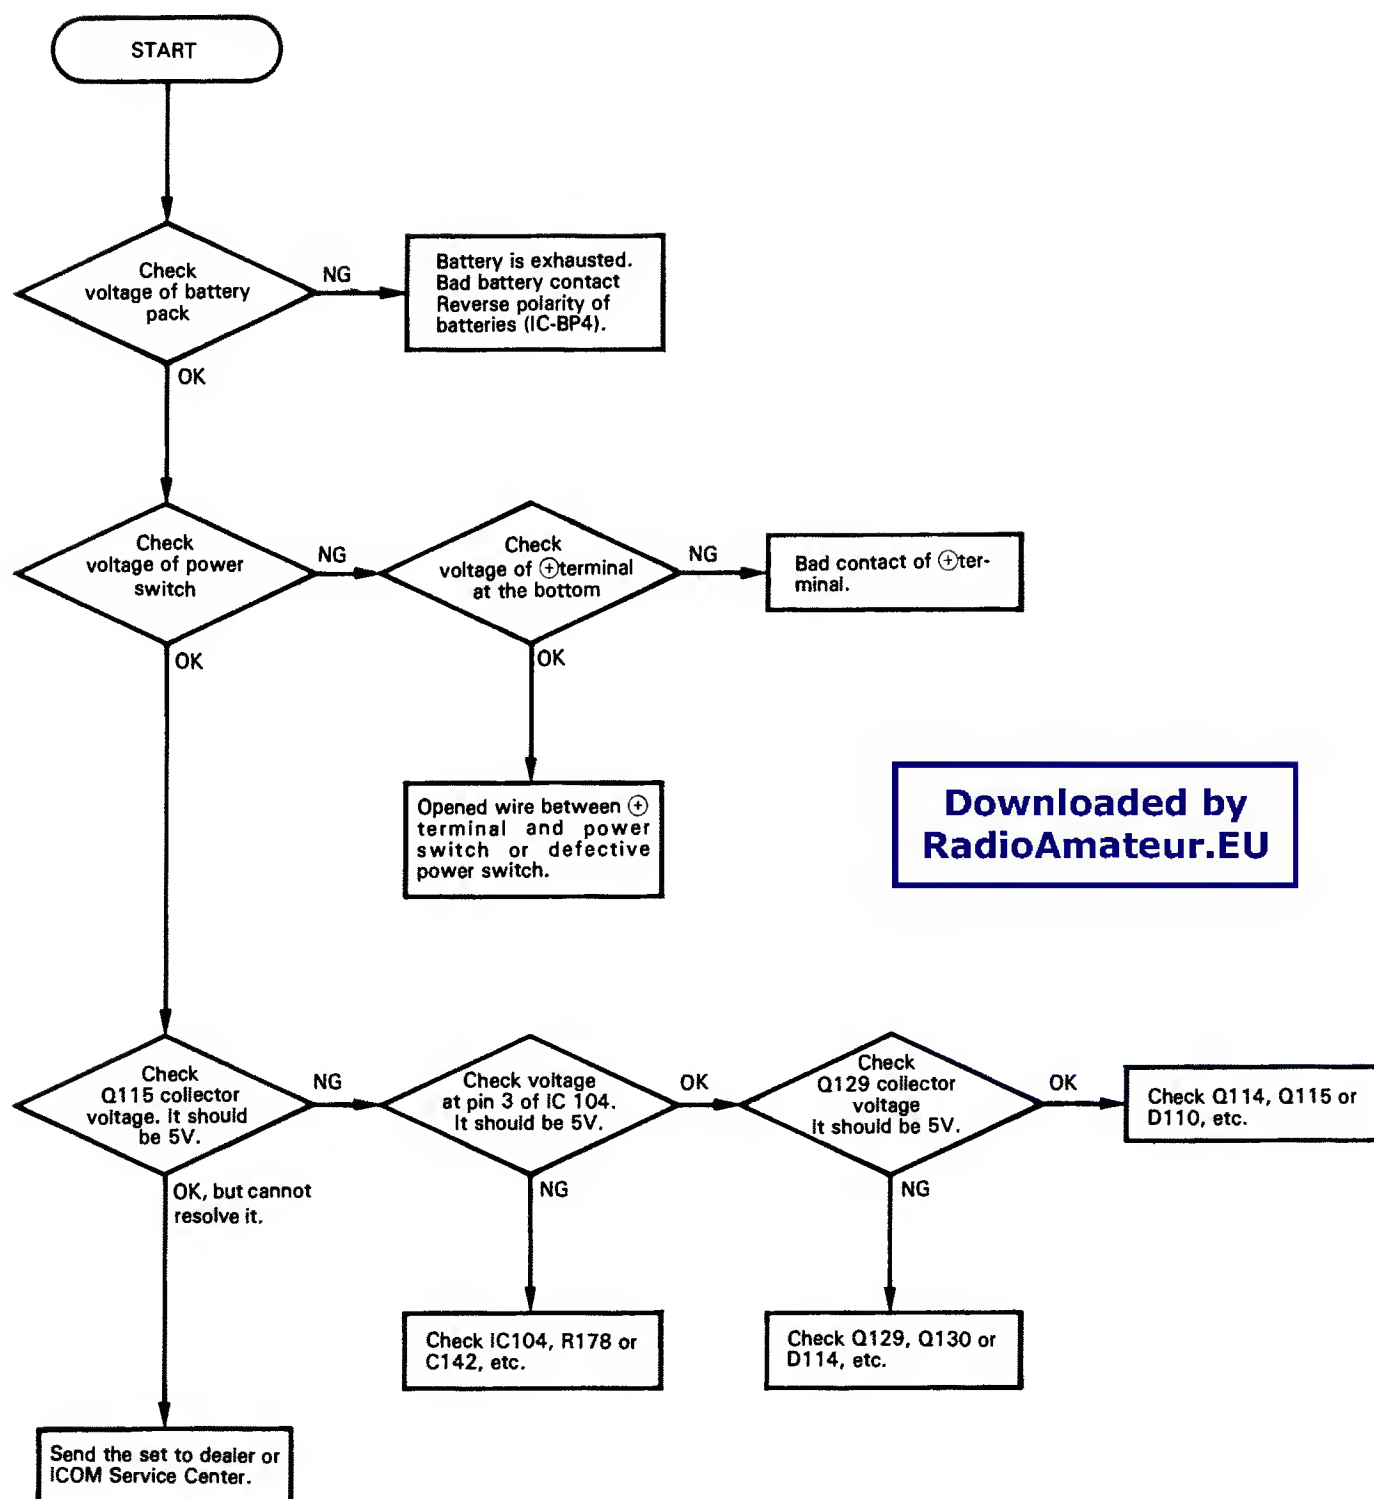 START
Check
voltage of battery
pack
NG
Battery is exhausted.
Bad battery contact
Reverse polarity of
batteries (IC-BP4).
OK
Check
voltage of power
switch
NG
Check
voltage of ⊕terminal
at the bottom
NG
Bad contact of ⊕ter-
minal.
OK
OK
Opened wire between ⊕
terminal and power
switch or defective
power switch.
Downloaded by
RadioAmateur.EU
Check
Q115 collector
voltage. It should
be 5V.
NG
Check voltage
at pin 3 of IC 104.
It should be 5V.
OK
Check
Q129 collector
voltage
It should be 5V.
OK
Check Q114, Q115 or
D110, etc.
OK, but cannot
resolve it.
NG
NG
Check IC104, R178 or
C142, etc.
Check Q129, Q130 or
D114, etc.
Send the set to dealer or
ICOM Service Center.